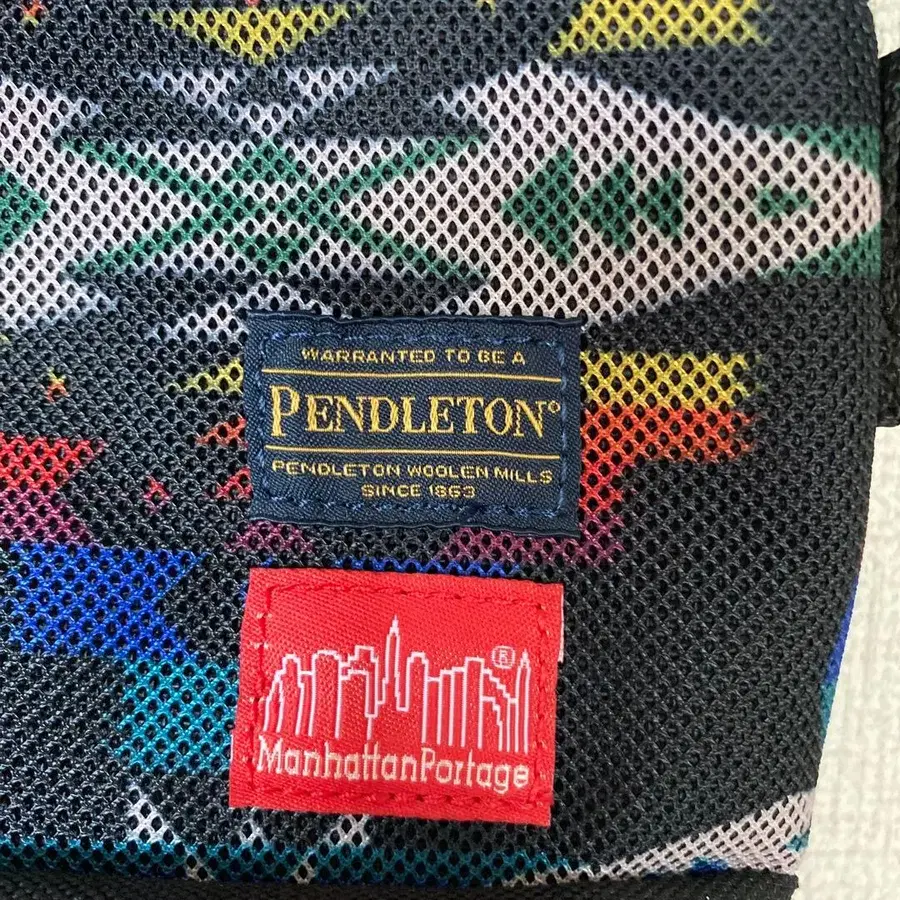 WARRANTED TO BE A
PENDLETON®
PENDLETON WOOLEN MILLS
SINCE 1863
®
ManhattanPortage